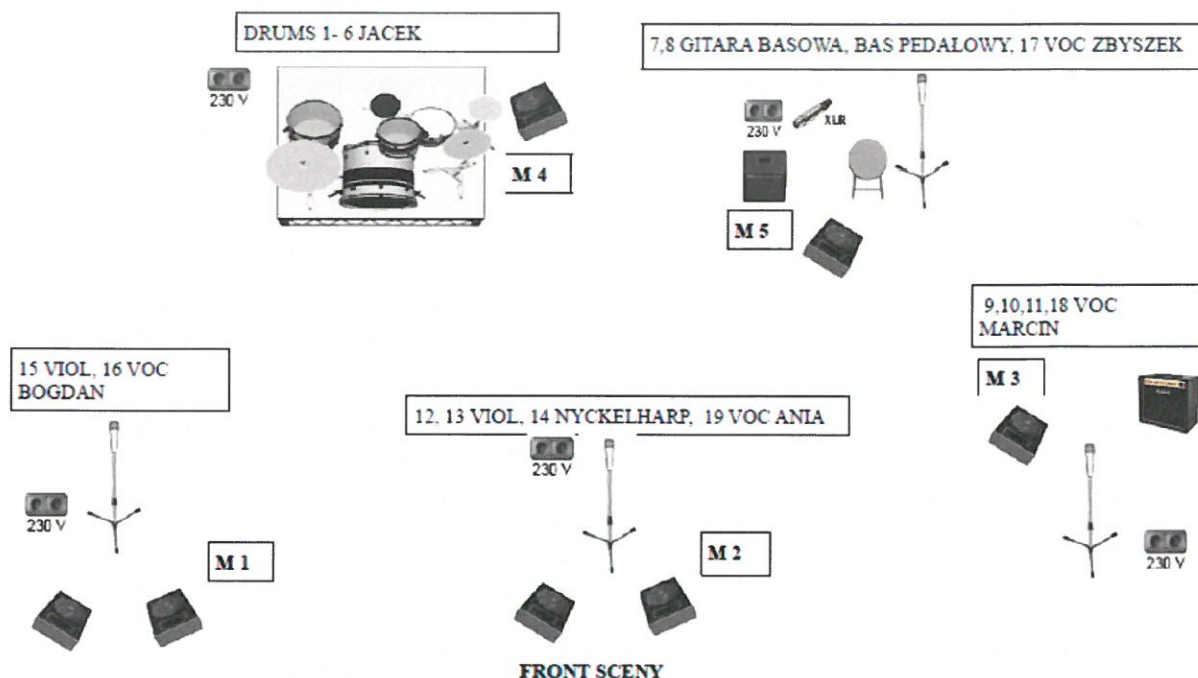 DRUMS 1- 6 JACEK
7,8 GITARA BASOWA, BAS PEDAŁOWY, 17 VOC ZBYSZEK
230 V
230 V
XLR
M 4
M 5
9,10,11,18 VOC
MARCIN
15 VIOL, 16 VOC
BOGDAN
M 3
12, 13 VIOL, 14 NYCKELHARP, 19 VOC ANIA
230 V
230 V
M 1
M 2
230 V
FRONT SCENY